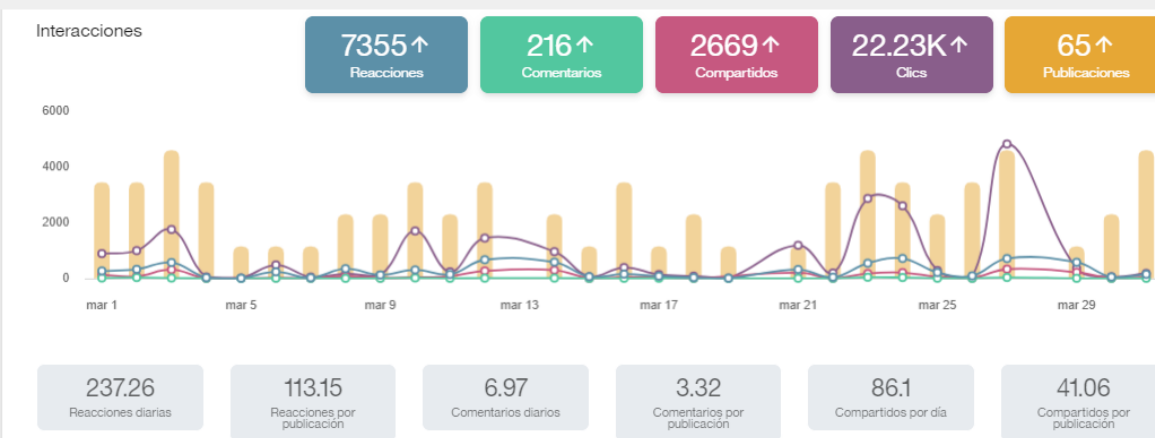 Interacciones
7355↑
Reacciones
216↑
Comentarios
2669↑
Compartidos
22.23K↑
Clics
65↑
Publicaciones
6000
4000
2000
0
mar 1
mar 5
mar 9
mar 13
mar 17
mar 21
mar 25
mar 29
237.26
Reacciones diarias
113.15
Reacciones por
publicación
6.97
Comentarios diarios
3.32
Comentarios por
publicación
86.1
Compartidos por día
41.06
Compartidos por
publicación